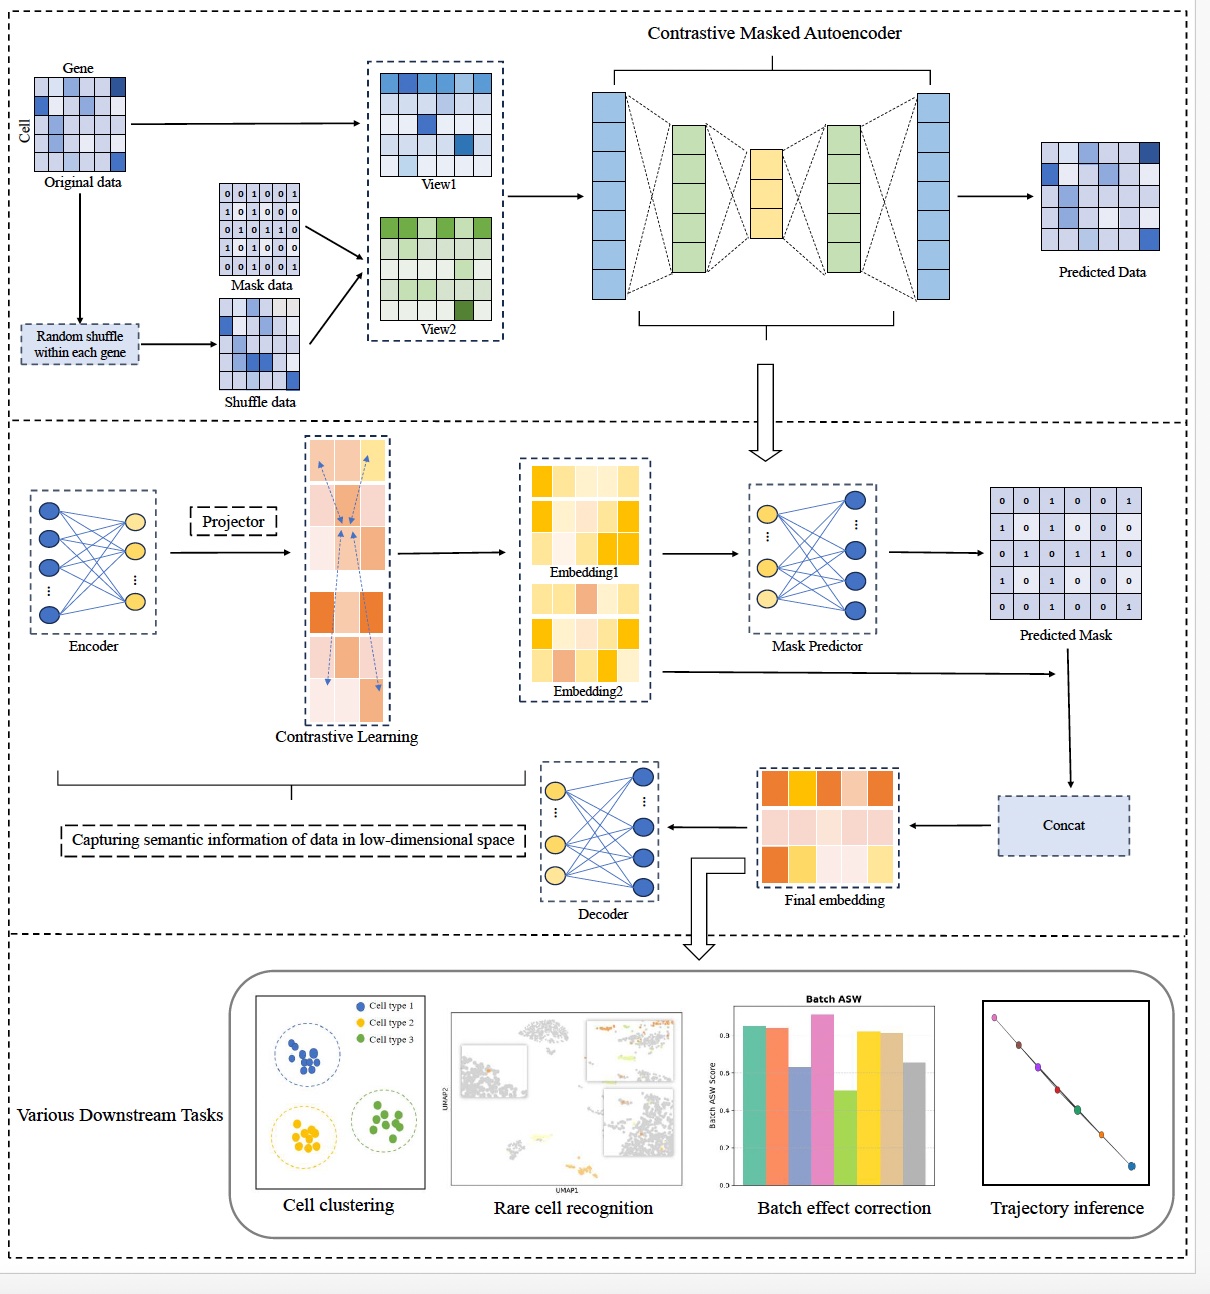 Contrastive Masked Autoencoder
Gene
Cell
Original data
0 0 1 0 0 1
1 0 1 0 0 0
0 1 0 1 1 0
1 0 1 0 0 0
0 0 1 0 0 1
Mask data
View1
View2
Predicted Data
Random shuffle
within each gene
Shuffle data
Projector
Encoder
Contrastive Learning
Embedding1
Embedding2
Mask Predictor
0 0 1 0 0 1
1 0 1 0 0 0
0 1 0 1 1 0
1 0 1 0 0 0
0 0 1 0 0 1
Predicted Mask
Capturing semantic information of data in low-dimensional space
Decoder
Final embedding
Concat
Various Downstream Tasks
Cell type 1
Cell type 2
Cell type 3
Cell clustering
UMAP2
UMAP1
Rare cell recognition
Batch ASW
Batch ASW Score
0.8
0.6
0.4
0.2
0.0
Batch effect correction
Trajectory inference